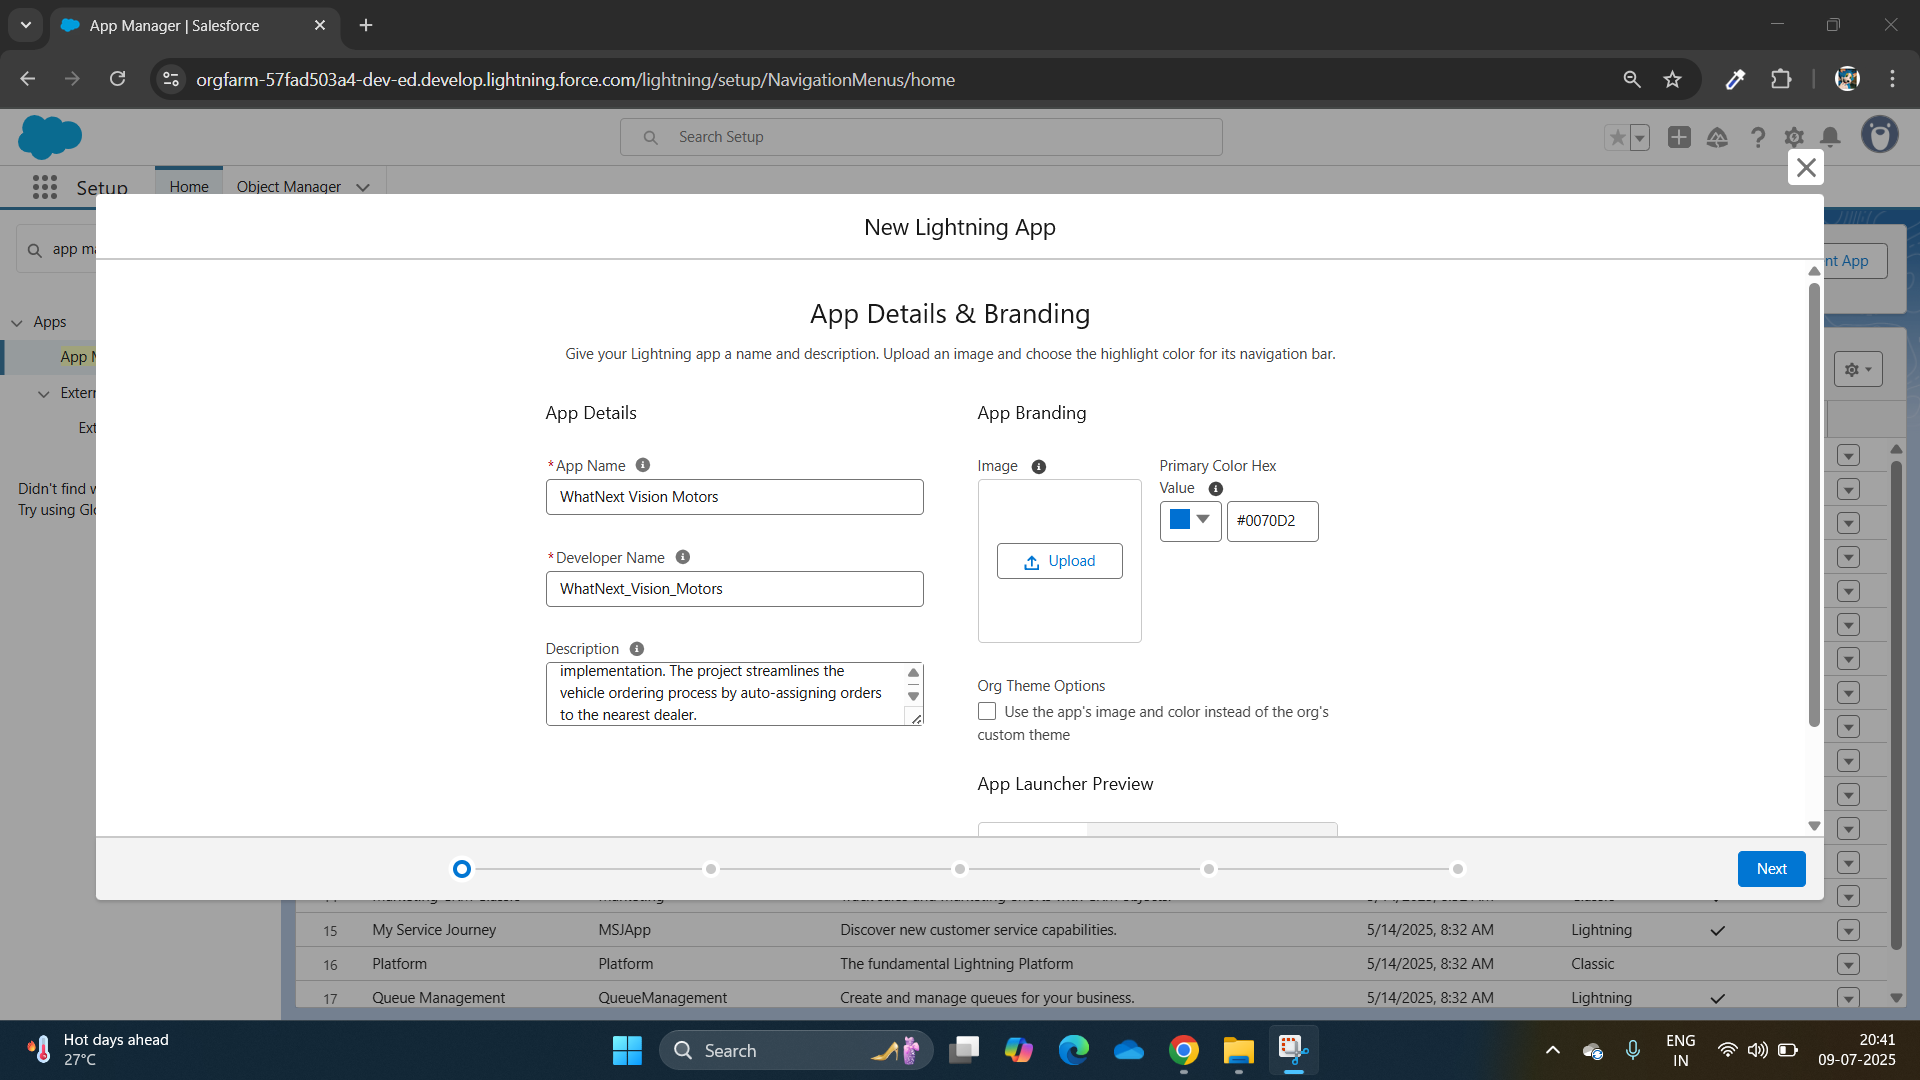 App Manager | Salesforce
orgfarm-57fad503a4-dev-ed.develop.lightning.force.com/lightning/setup/NavigationMenus/home
Search Setup
Setup
Home
Object Manager
New Lightning App
app ma
nt App
App Details & Branding
Give your Lightning app a name and description. Upload an image and choose the highlight color for its navigation bar.
Apps
App M
Extern
Ext
Didn't find w
Try using Glo
App Details
App Branding
*App Name
WhatNext Vision Motors
*Developer Name
WhatNext_Vision_Motors
Description
implementation. The project streamlines the
vehicle ordering process by auto-assigning orders
to the nearest dealer.
Image
Upload
Primary Color Hex
Value
#0070D2
Org Theme Options
Use the app's image and color instead of the org's
custom theme
App Launcher Preview
Next
15 My Service Journey MSJApp Discover new customer service capabilities. 5/14/2025, 8:32 AM Lightning
16 Platform Platform The fundamental Lightning Platform 5/14/2025, 8:32 AM Classic
17 Queue Management QueueManagement Create and manage queues for your business. 5/14/2025, 8:32 AM Lightning
Hot days ahead
27°C
Search
ENG
IN
20:41
09-07-2025